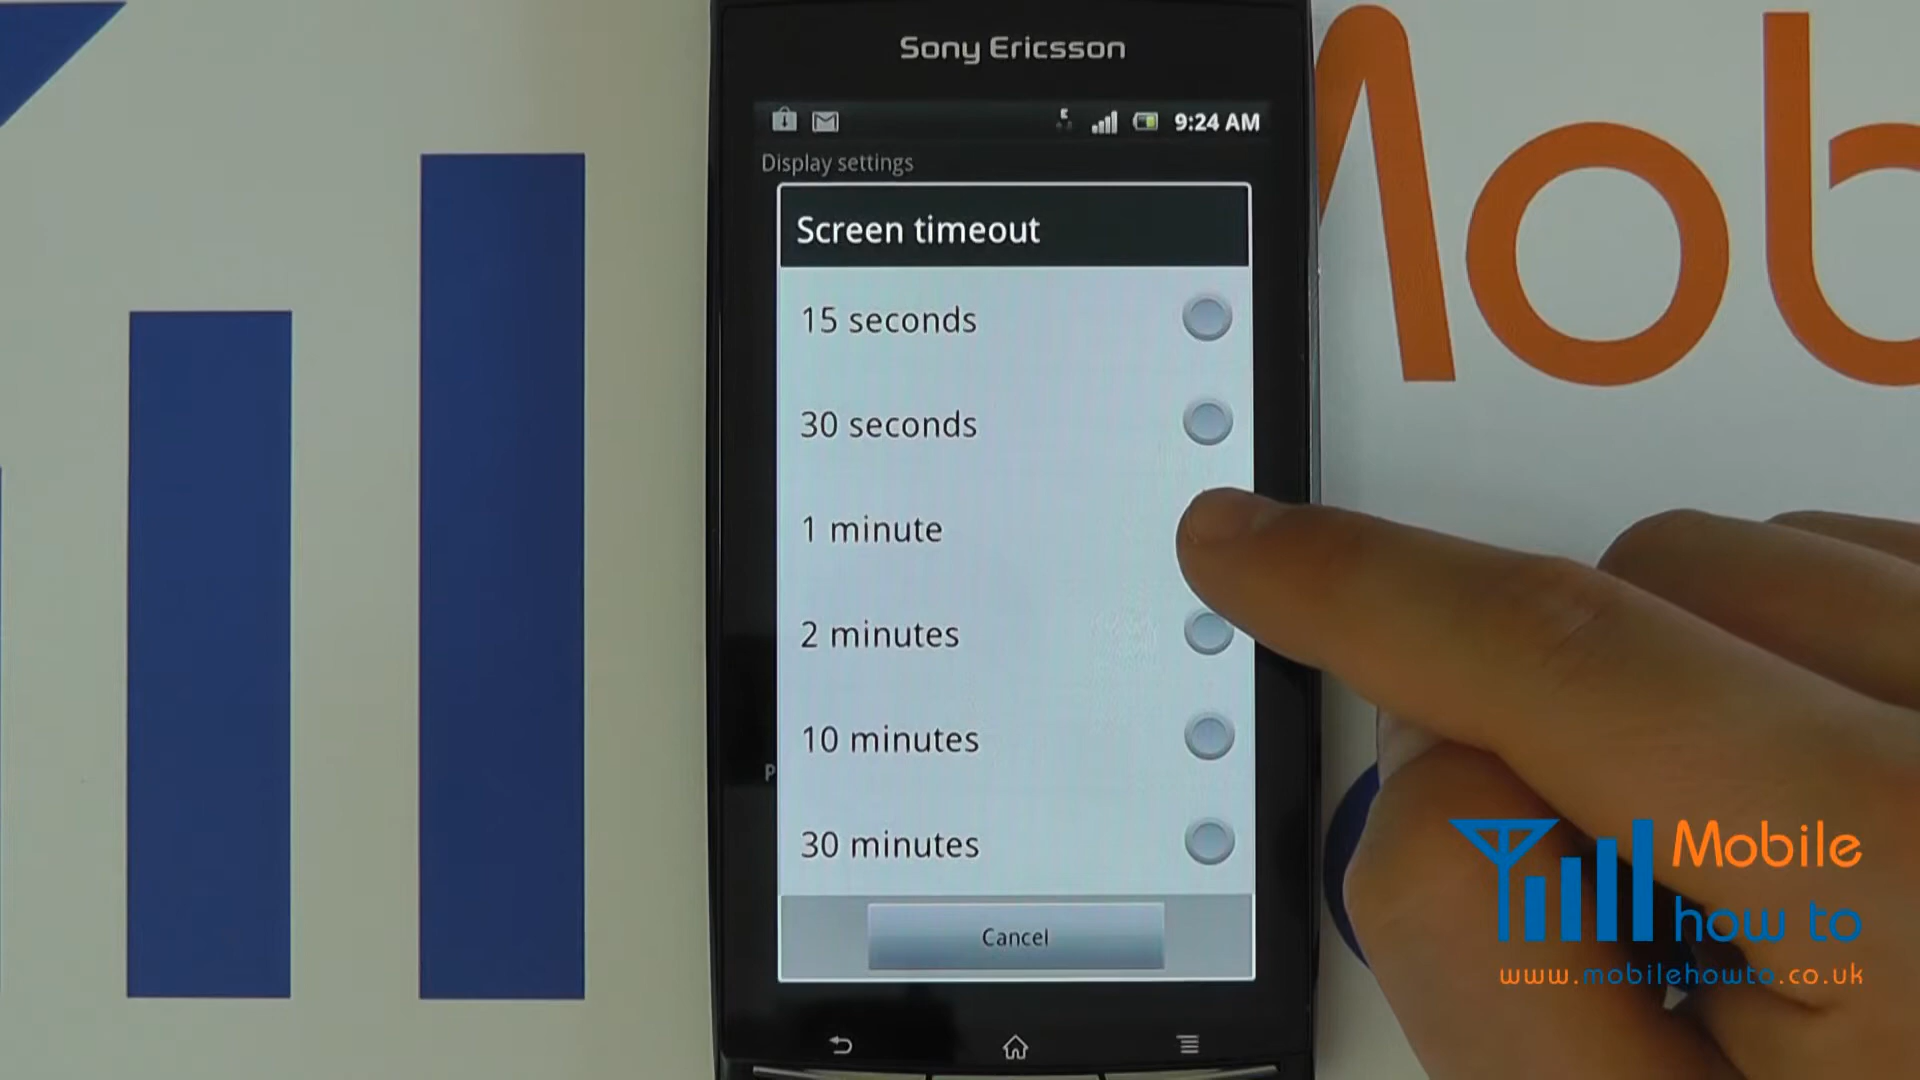 Sony Ericsson
9:24 AM
Display settings
Screen timeout
15 seconds
30 seconds
1 minute
2 minutes
10 minutes
30 minutes
Cancel
Mob
Mobile
how to
www.mobilehowto.co.uk